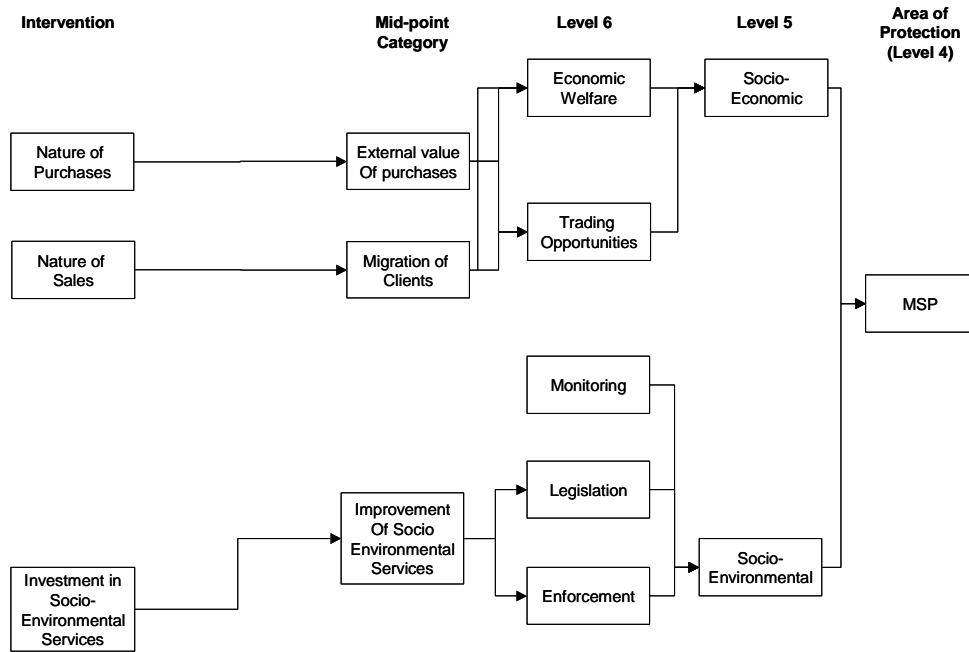 Intervention
Mid-point
Category
Level 6
Level 5
Area of
Protection
(Level 4)
Economic
Welfare
Socio-
Economic
Nature of
Purchases
External value
Of purchases
Trading
Opportunities
Nature of
Sales
Migration of
Clients
MSP
Monitoring
Legislation
Improvement
Of Socio
Environmental
Services
Socio-
Environmental
Enforcement
Investment in
Socio-
Environmental
Services